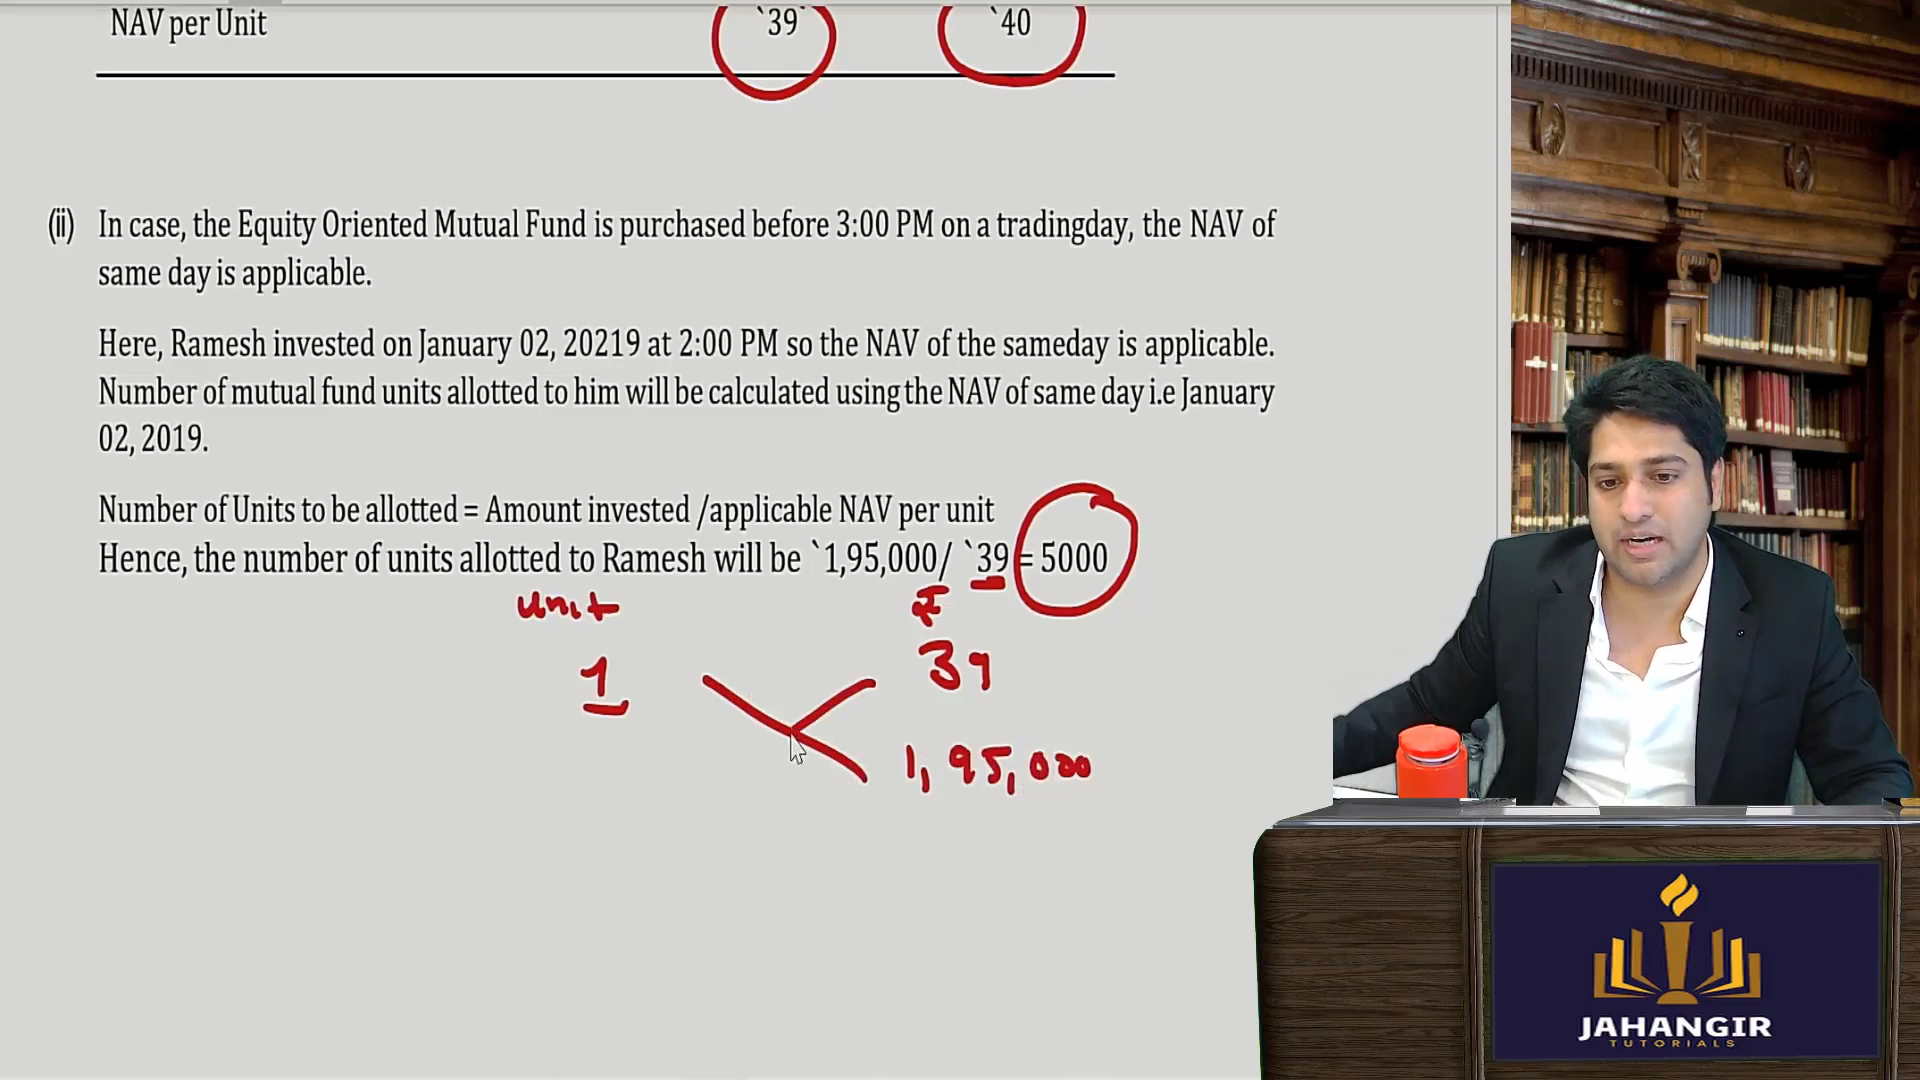 NAV per Unit `39` `40
(ii) In case, the Equity Oriented Mutual Fund is purchased before 3:00 PM on a tradingday, the NAV of
same day is applicable.
Here, Ramesh invested on January 02, 20219 at 2:00 PM so the NAV of the sameday is applicable.
Number of mutual fund units allotted to him will be calculated using the NAV of same day i.e January
02, 2019.
Number of Units to be allotted = Amount invested /applicable NAV per unit
Hence, the number of units allotted to Ramesh will be `1,95,000/ `39 = 5000
Unit ₹
1 39
1,95,000
JAHANGIR
TUTORIALS